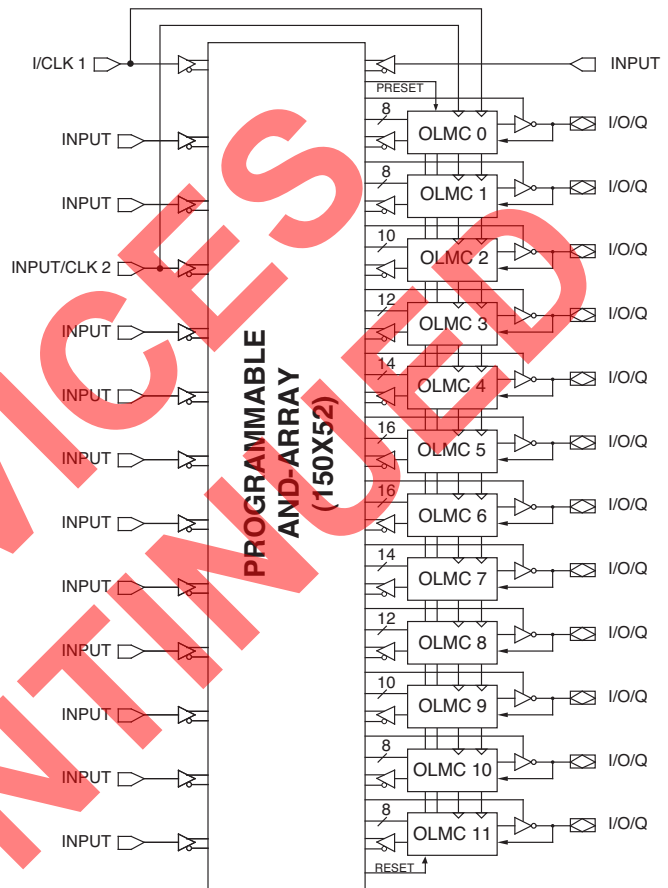 I/CLK 1
INPUT
PRESET
8
OLMC 0
I/O/Q
INPUT
8
OLMC 1
I/O/Q
INPUT
10
OLMC 2
I/O/Q
INPUT/CLK 2
12
OLMC 3
I/O/Q
INPUT
14
OLMC 4
I/O/Q
INPUT
16
OLMC 5
I/O/Q
INPUT
16
OLMC 6
I/O/Q
INPUT
14
OLMC 7
I/O/Q
INPUT
12
OLMC 8
I/O/Q
INPUT
10
OLMC 9
I/O/Q
INPUT
8
OLMC 10
I/O/Q
INPUT
8
OLMC 11
I/O/Q
INPUT
RESET
PROGRAMMABLE
AND-ARRAY
(150X52)
VICES
NTINUED